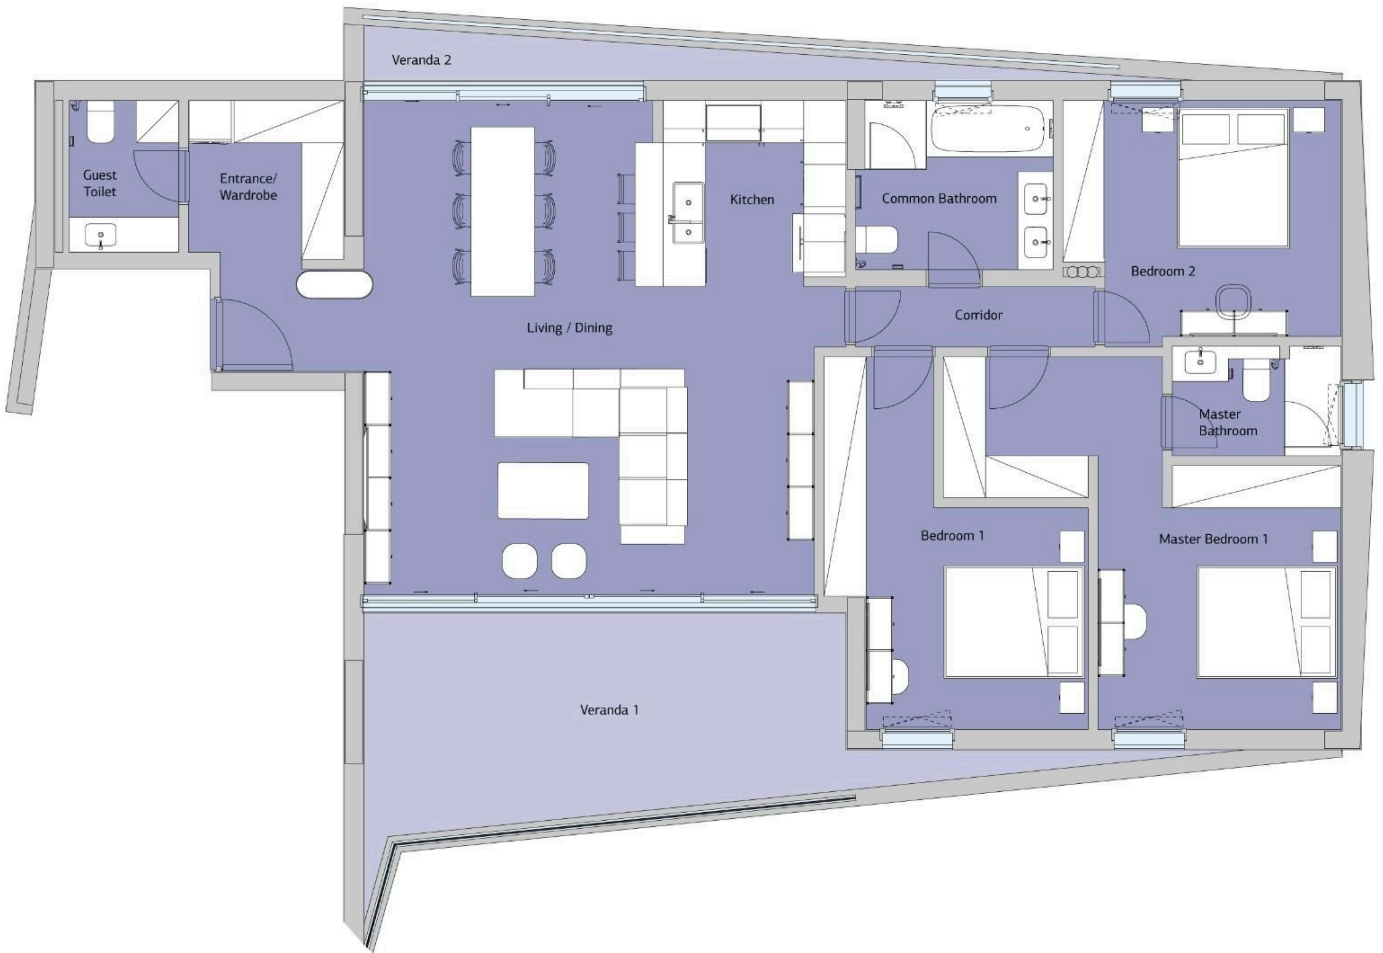 Veranda 2
Guest
Toilet
Entrance/
Wardrobe
Kitchen
Common Bathroom
Bedroom 2
Living / Dining
Corridor
Master
Bathroom
Bedroom 1
Master Bedroom 1
Veranda 1